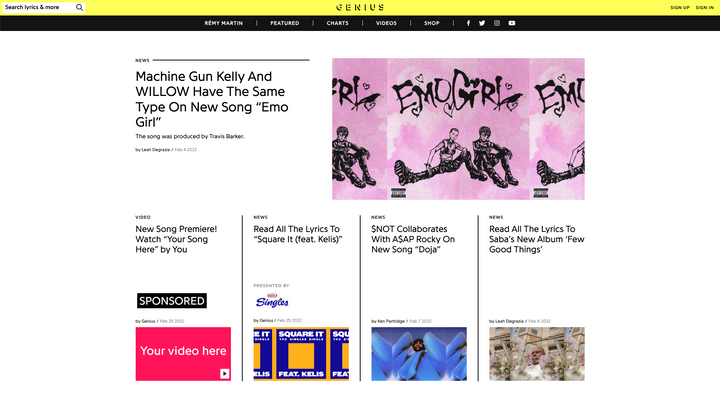 Search lyrics & more
GENIUS
SIGN UP
SIGN IN
RÉMY MARTIN
FEATURED
CHARTS
VIDEOS
SHOP
NEWS
Machine Gun Kelly And
WILLOW Have The Same
Type On New Song “Emo
Girl”
The song was produced by Travis Barker.
by Leah Degrazia / Feb 4 2022
GIRL EMO GIRL EMO
VIDEO
New Song Premiere!
Watch “Your Song
Here” by You
SPONSORED
by Genius / Feb 25 2022
Your video here
NEWS
Read All The Lyrics To
“Square It (feat. Kelis)”
PRESENTED BY
Singles
by Genius / Feb 25 2022
SQUARE IT
THE SINGLES SINGLE
FEAT. KELIS
NEWS
$NOT Collaborates
With A$AP Rocky On
New Song “Doja”
by Ken Partridge / Feb 7 2022
NEWS
Read All The Lyrics To
Saba’s New Album ‘Few
Good Things’
by Leah Degrazia / Feb 4 2022